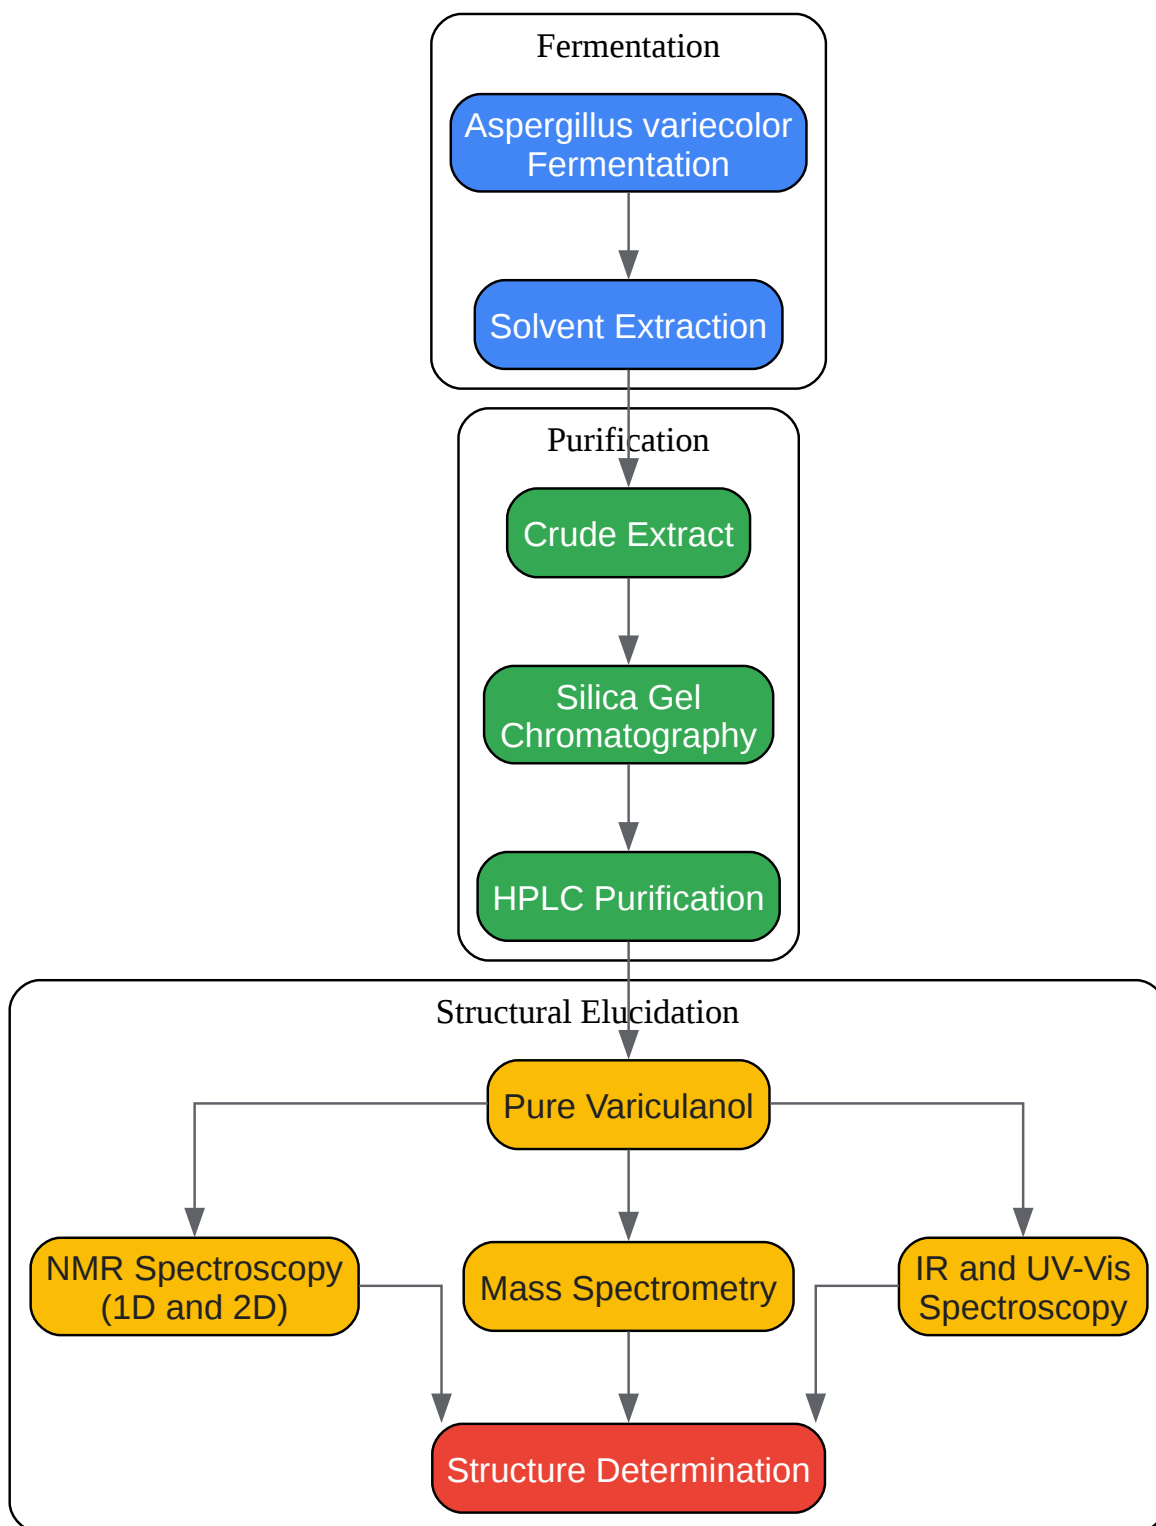 Fermentation
Aspergillus variecolor
Fermentation
Solvent Extraction
Purification
Crude Extract
Silica Gel
Chromatography
HPLC Purification
Structural Elucidation
Pure Variculanol
NMR Spectroscopy
(1D and 2D)
Mass Spectrometry
IR and UV-Vis
Spectroscopy
Structure Determination